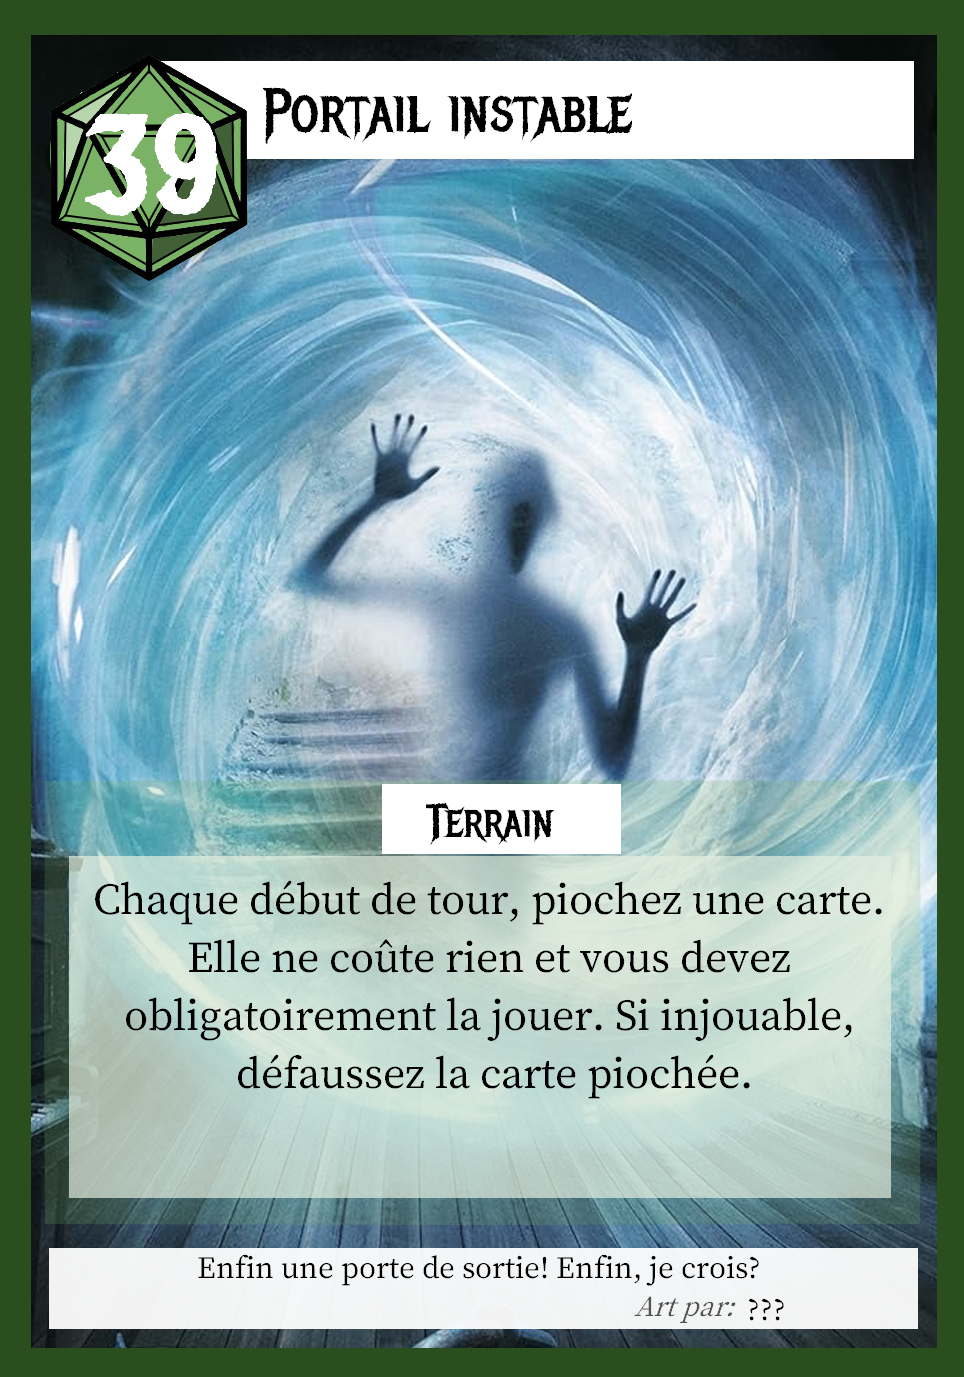 39
Portail instable
Terrain
Chaque début de tour, piochez une carte.
Elle ne coûte rien et vous devez
obligatoirement la jouer. Si injouable,
défaussez la carte piochée.
Enfin une porte de sortie! Enfin, je crois?
Art par: ???